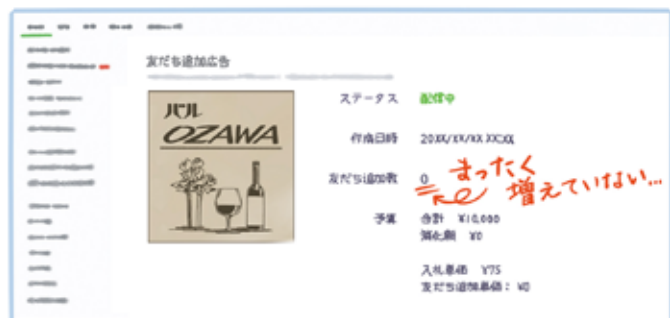 友だち追加広告
バル
OZAWA
ステータス 配信中
作成日時 20XX/XX/XX XX:XX
友だち追加数 0
まったく
増えていない…
予算 合計 ¥10,000
消化額 ¥0
入札単価 ¥75
友だち追加単価: ¥0